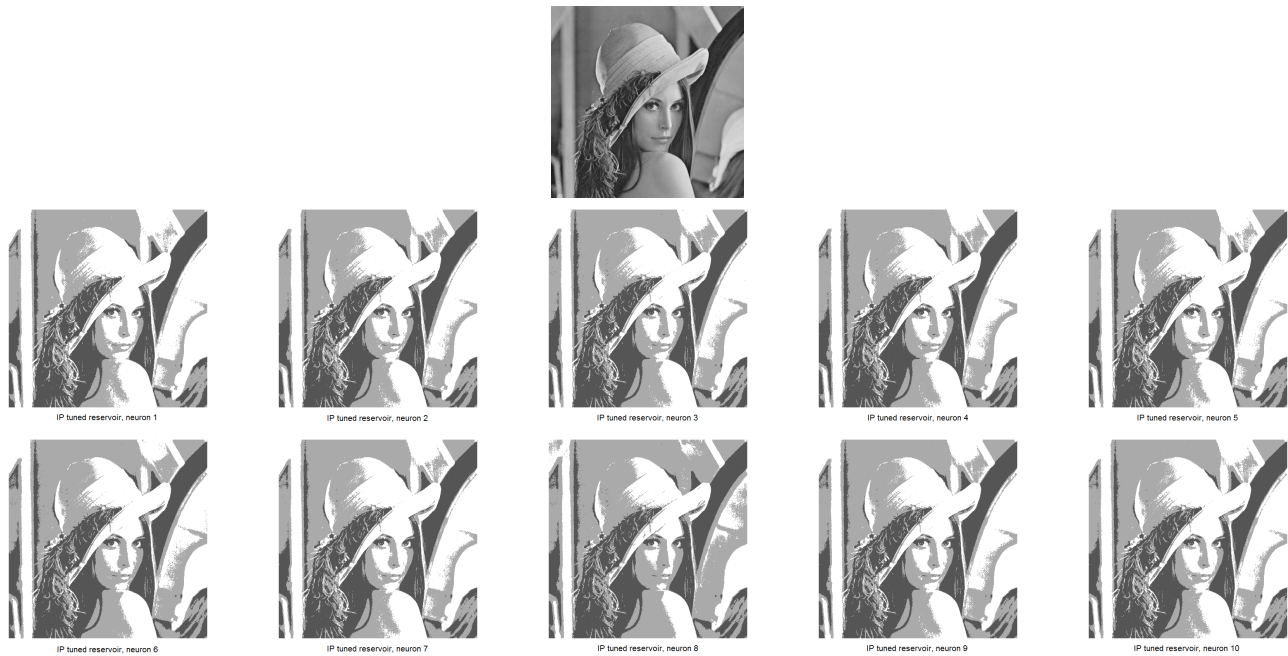 IP tuned reservoir, neuron 1
IP tuned reservoir, neuron 2
IP tuned reservoir, neuron 3
IP tuned reservoir, neuron 4
IP tuned reservoir, neuron 5
IP tuned reservoir, neuron 6
IP tuned reservoir, neuron 7
IP tuned reservoir, neuron 8
IP tuned reservoir, neuron 9
IP tuned reservoir, neuron 10